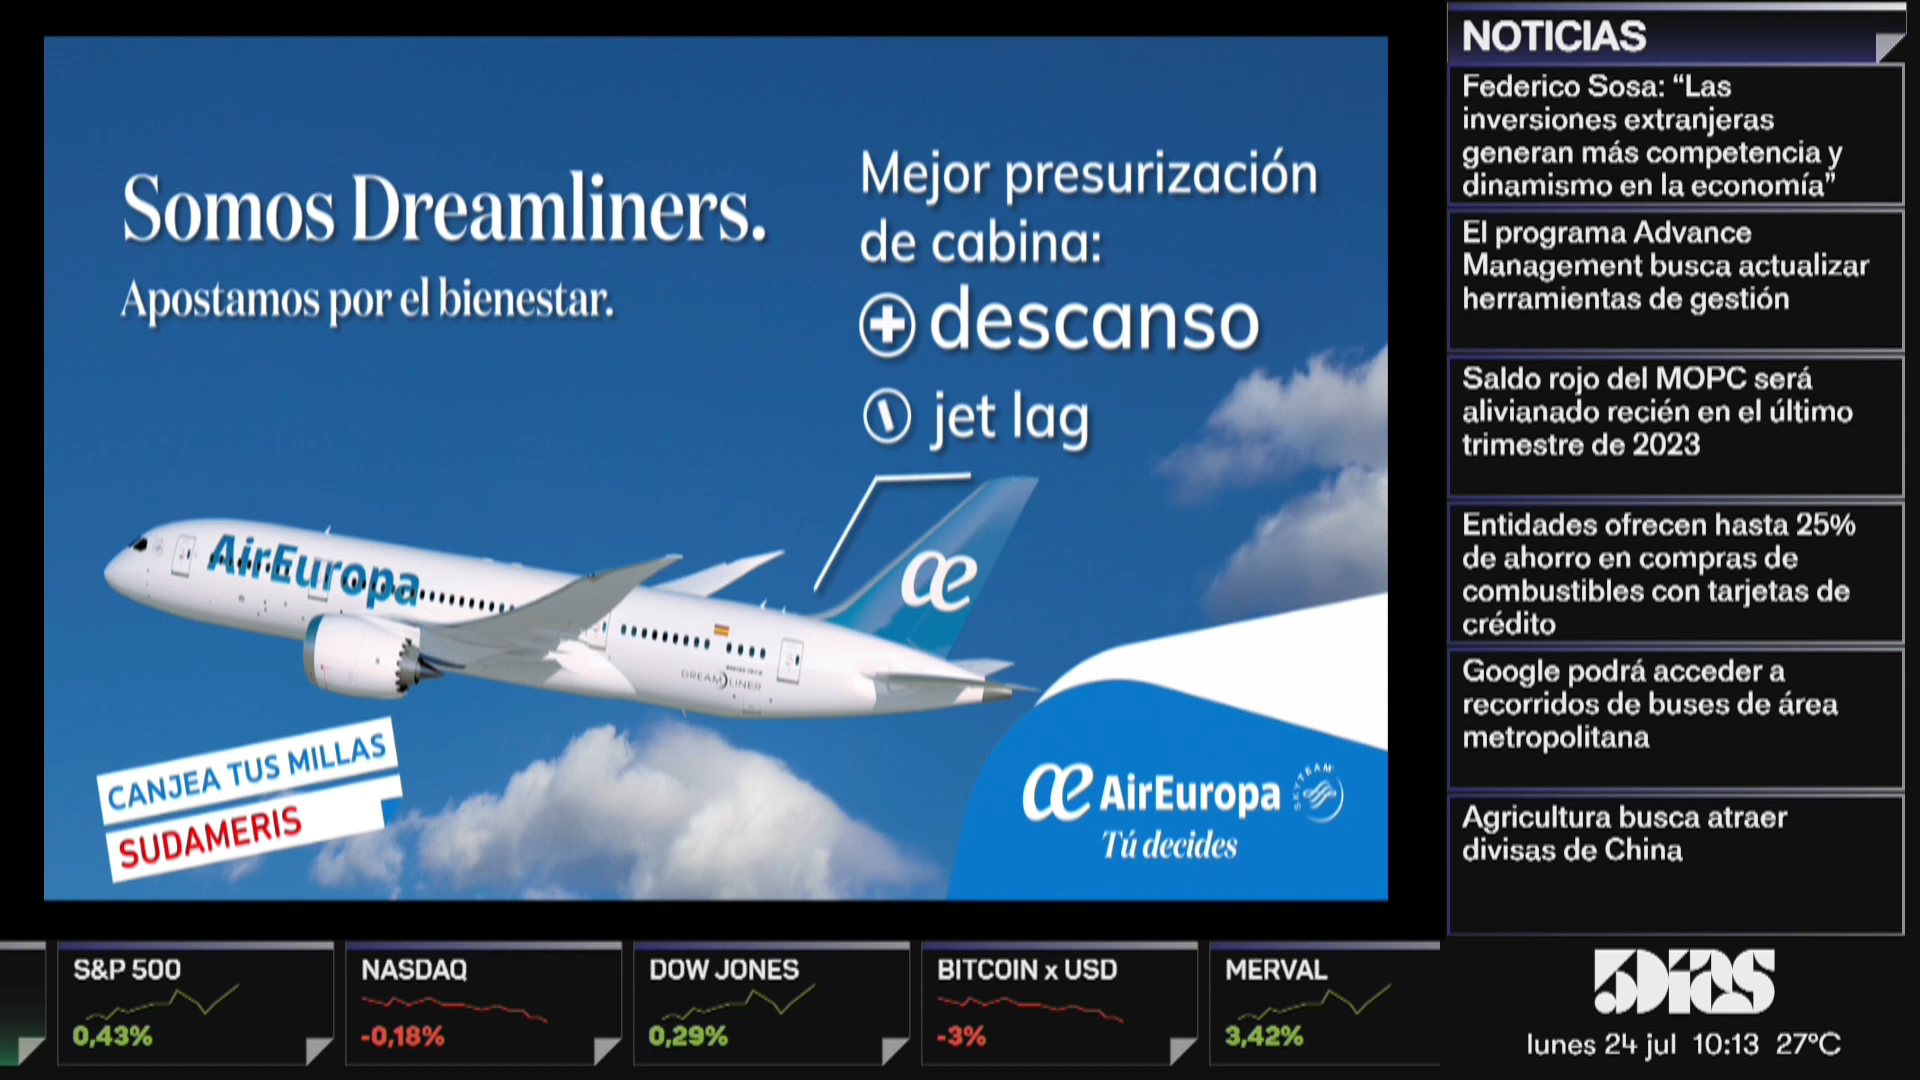 Somos Dreamliners.
Apostamos por el bienestar.
Mejor presurización
de cabina:
+ descanso
jet lag
AirEuropa
æ
DREAMLINER
CANJEA TUS MILLAS
SUDAMERIS
æ AirEuropa
SKYTEAM
Tú decides
NOTICIAS
Federico Sosa: “Las
inversiones extranjeras
generan más competencia y
dinamismo en la economía”
El programa Advance
Management busca actualizar
herramientas de gestión
Saldo rojo del MOPC será
alivianado recién en el último
trimestre de 2023
Entidades ofrecen hasta 25%
de ahorro en compras de
combustibles con tarjetas de
crédito
Google podrá acceder a
recorridos de buses de área
metropolitana
Agricultura busca atraer
divisas de China
S&P 500
0,43%
NASDAQ
-0,18%
DOW JONES
0,29%
BITCOIN x USD
-3%
MERVAL
3,42%
5Días
lunes 24 jul 10:13 27°C